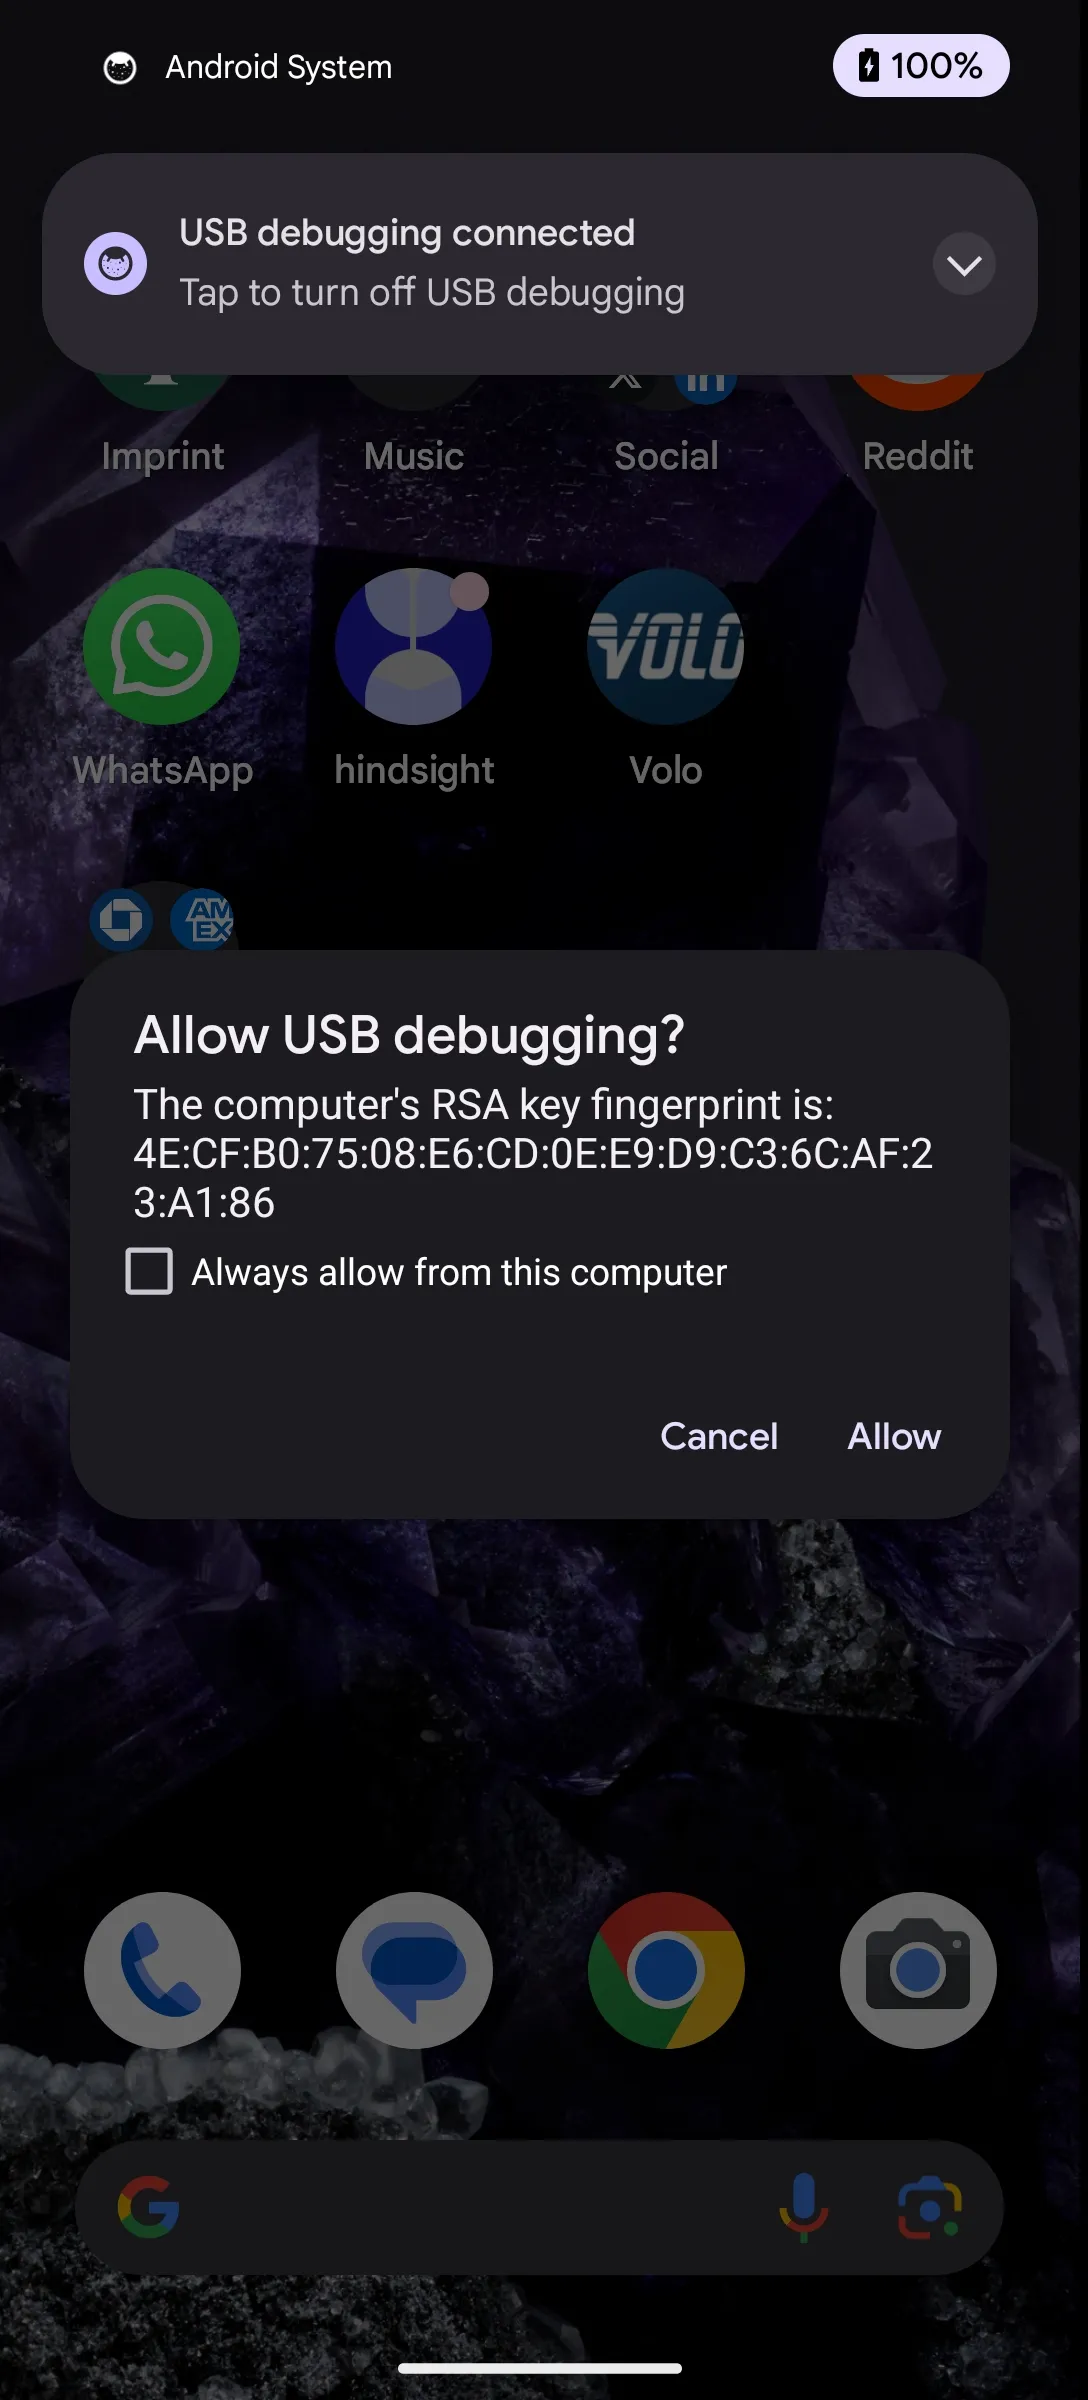 Android System
100%
USB debugging connected
Tap to turn off USB debugging
Imprint Music Social Reddit
VOLO
WhatsApp hindsight Volo
AM
EX
Allow USB debugging?
The computer's RSA key fingerprint is:
4E:CF:B0:75:08:E6:CD:0E:E9:D9:C3:6C:AF:2
3:A1:86
Always allow from this computer
Cancel Allow